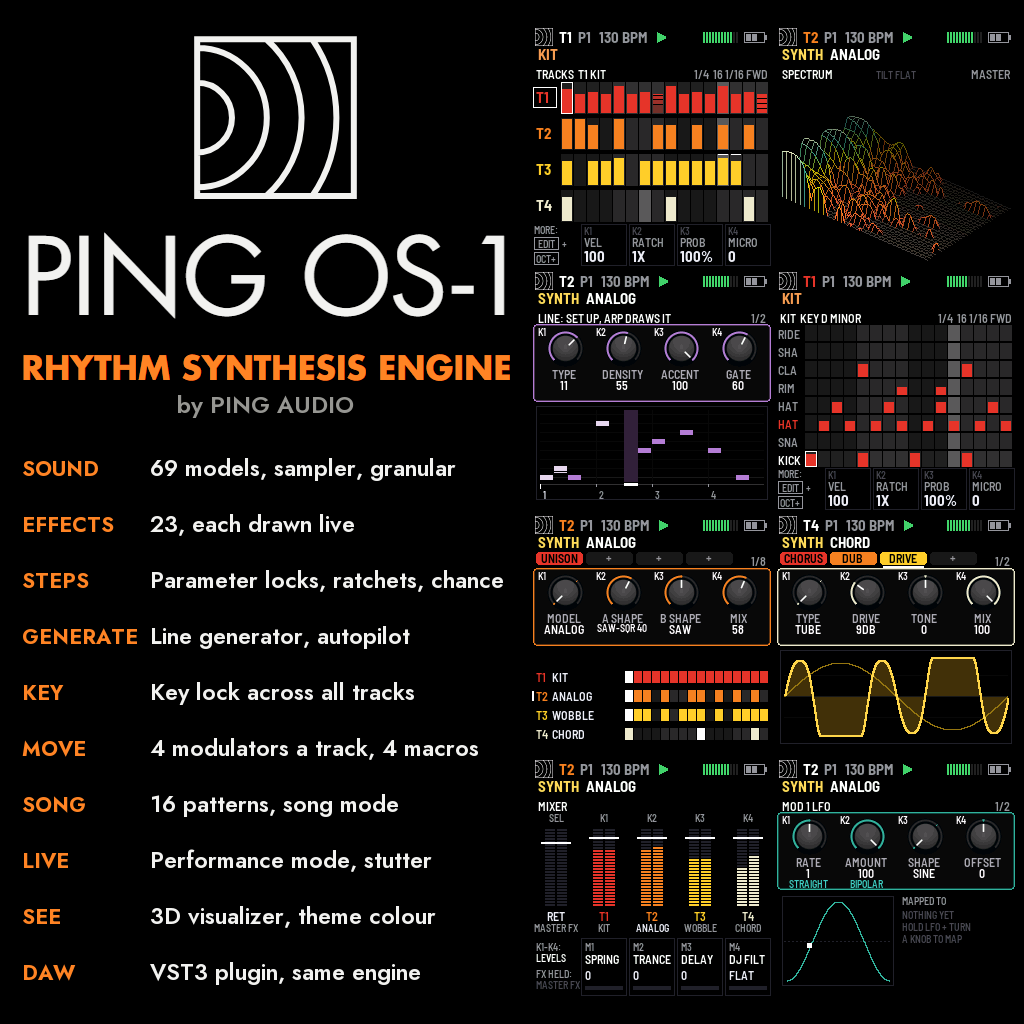 PING OS-1
RHYTHM SYNTHESIS ENGINE
by PING AUDIO
SOUND 69 models, sampler, granular
EFFECTS 23, each drawn live
STEPS Parameter locks, ratchets, chance
GENERATE Line generator, autopilot
KEY Key lock across all tracks
MOVE 4 modulators a track, 4 macros
SONG 16 patterns, song mode
LIVE Performance mode, stutter
SEE 3D visualizer, theme colour
DAW VST3 plugin, same engine
T1 P1 130 BPM
KIT
TRACKS T1 KIT 1/4 16 1/16 FWD
T1
T2
T3
T4
MORE: K1 K2 K3 K4
EDIT + VEL RATCH PROB MICRO
OCT+ 100 1X 100% 0
T2 P1 130 BPM
SYNTH ANALOG
SPECTRUM TILT FLAT MASTER
T2 P1 130 BPM
SYNTH ANALOG
LINE: SET UP, ARP DRAWS IT 1/2
K1 K2 K3 K4
TYPE DENSITY ACCENT GATE
11 55 100 60
1 2 3 4
T1 P1 130 BPM
KIT
KIT KEY D MINOR 1/4 16 1/16 FWD
RIDE
SHA
CLA
RIM
HAT
HAT
SNA
KICK
MORE: K1 K2 K3 K4
EDIT + VEL RATCH PROB MICRO
OCT+ 100 1X 100% 0
T2 P1 130 BPM
SYNTH ANALOG
UNISON + + + 1/8
K1 K2 K3 K4
MODEL A SHAPE B SHAPE MIX
ANALOG SAW-SQR 40 SAW 58
T1 KIT
T2 ANALOG
T3 WOBBLE
T4 CHORD
T4 P1 130 BPM
SYNTH CHORD
CHORUS DUB DRIVE + 1/2
K1 K2 K3 K4
TYPE DRIVE TONE MIX
TUBE 9DB 0 100
T2 P1 130 BPM
SYNTH ANALOG
MIXER
SEL K1 K2 K3 K4
RET T1 T2 T3 T4
MASTER FX KIT ANALOG WOBBLE CHORD
K1-K4: M1 M2 M3 M4
LEVELS SPRING TRANCE DELAY DJ FILT
FX HELD: 0 0 0 FLAT
MASTER FX
T2 P1 130 BPM
SYNTH ANALOG
MOD 1 LFO 1/2
K1 K2 K3 K4
RATE AMOUNT SHAPE OFFSET
1 100 SINE 0
STRAIGHT BIPOLAR
MAPPED TO
NOTHING YET
HOLD LFO + TURN
A KNOB TO MAP